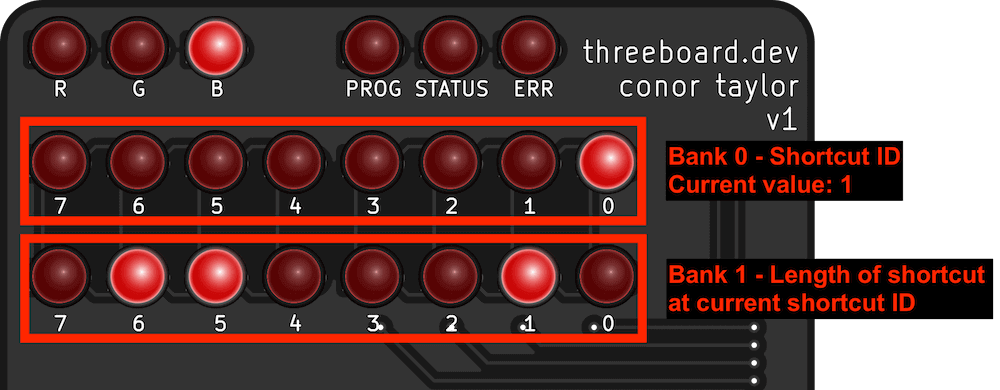 threeboard.dev
conor taylor
v1
R G B PROG STATUS ERR
Bank 0 - Shortcut ID
Current value: 1
7 6 5 4 3 2 1 0
Bank 1 - Length of shortcut
at current shortcut ID
7 6 5 4 3 2 1 0